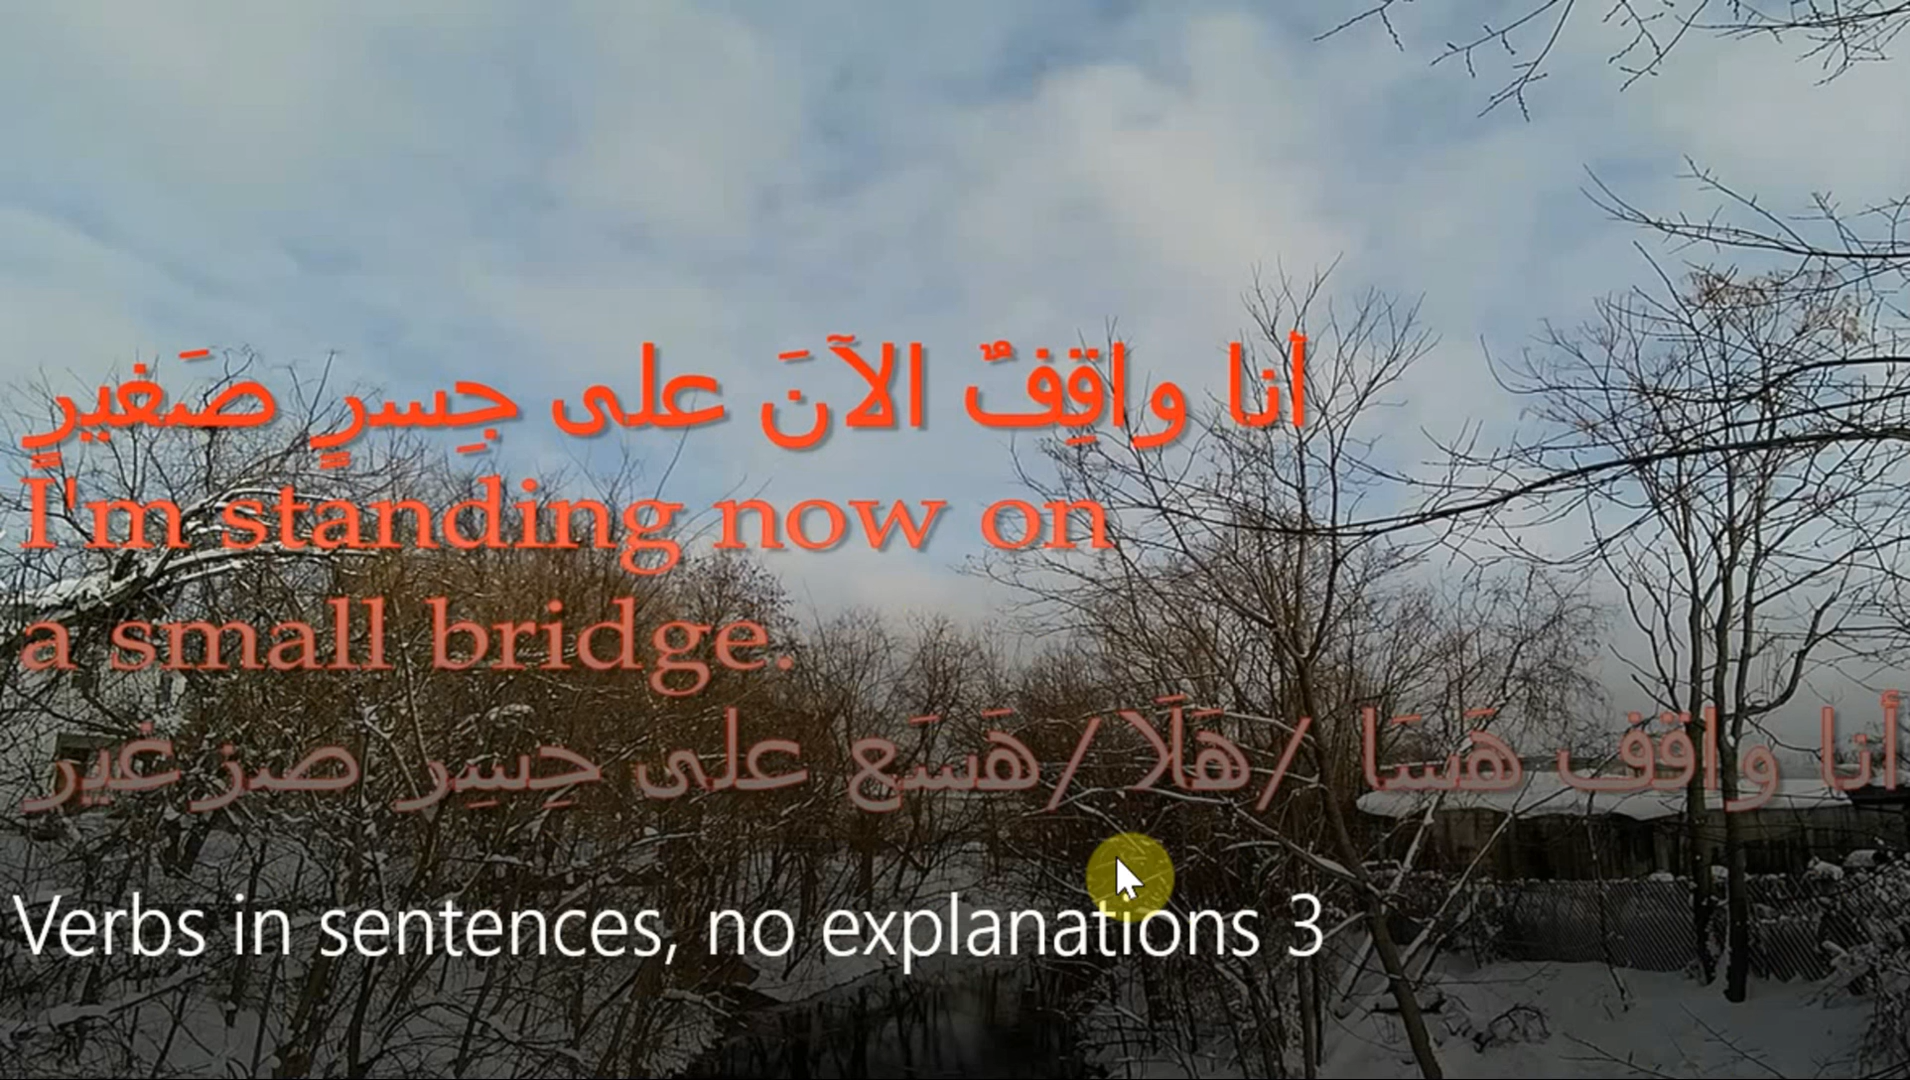 أنا واقِفٌ الآنَ على جِسرٍ صَغيرٍ
I'm standing now on
a small bridge.
أنا واقف هَسَا /هَلَا/هَسَع على جِسِر صزغير
Verbs in sentences, no explanations 3